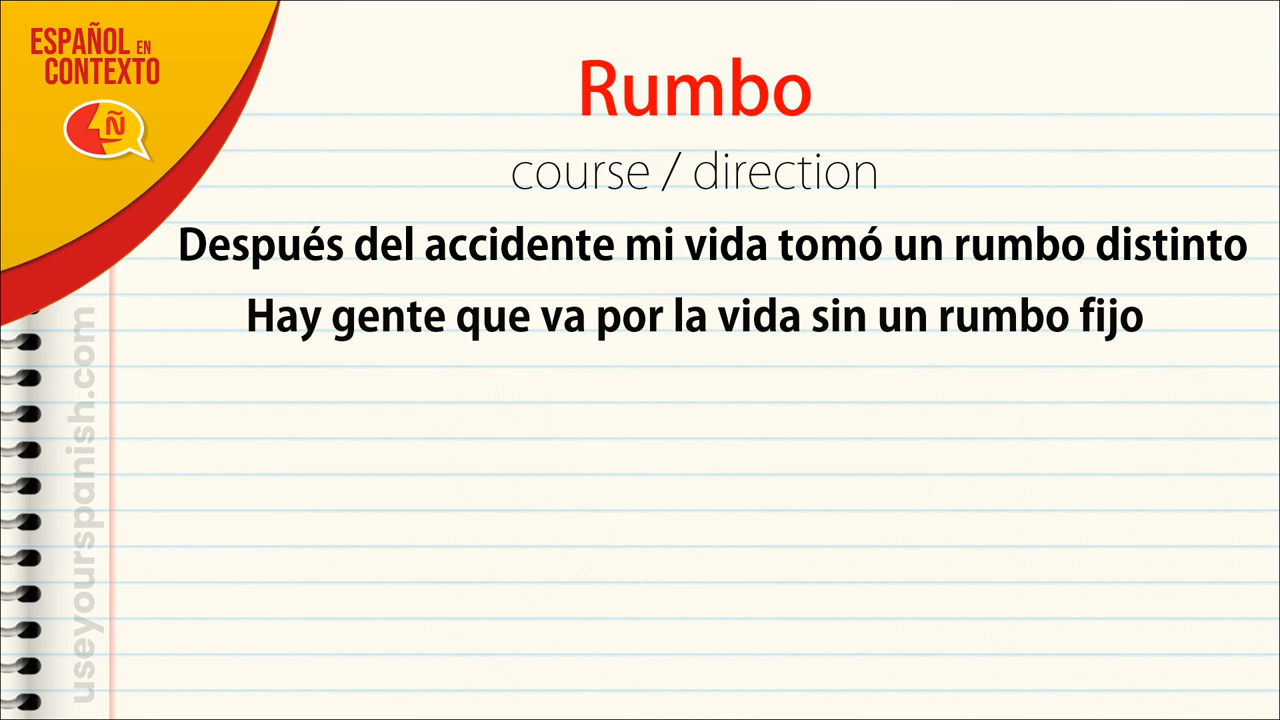 ESPAÑOL EN
CONTEXTO
Ñ
Rumbo
course / direction
Después del accidente mi vida tomó un rumbo distinto
Hay gente que va por la vida sin un rumbo fijo
useyourspanish.com